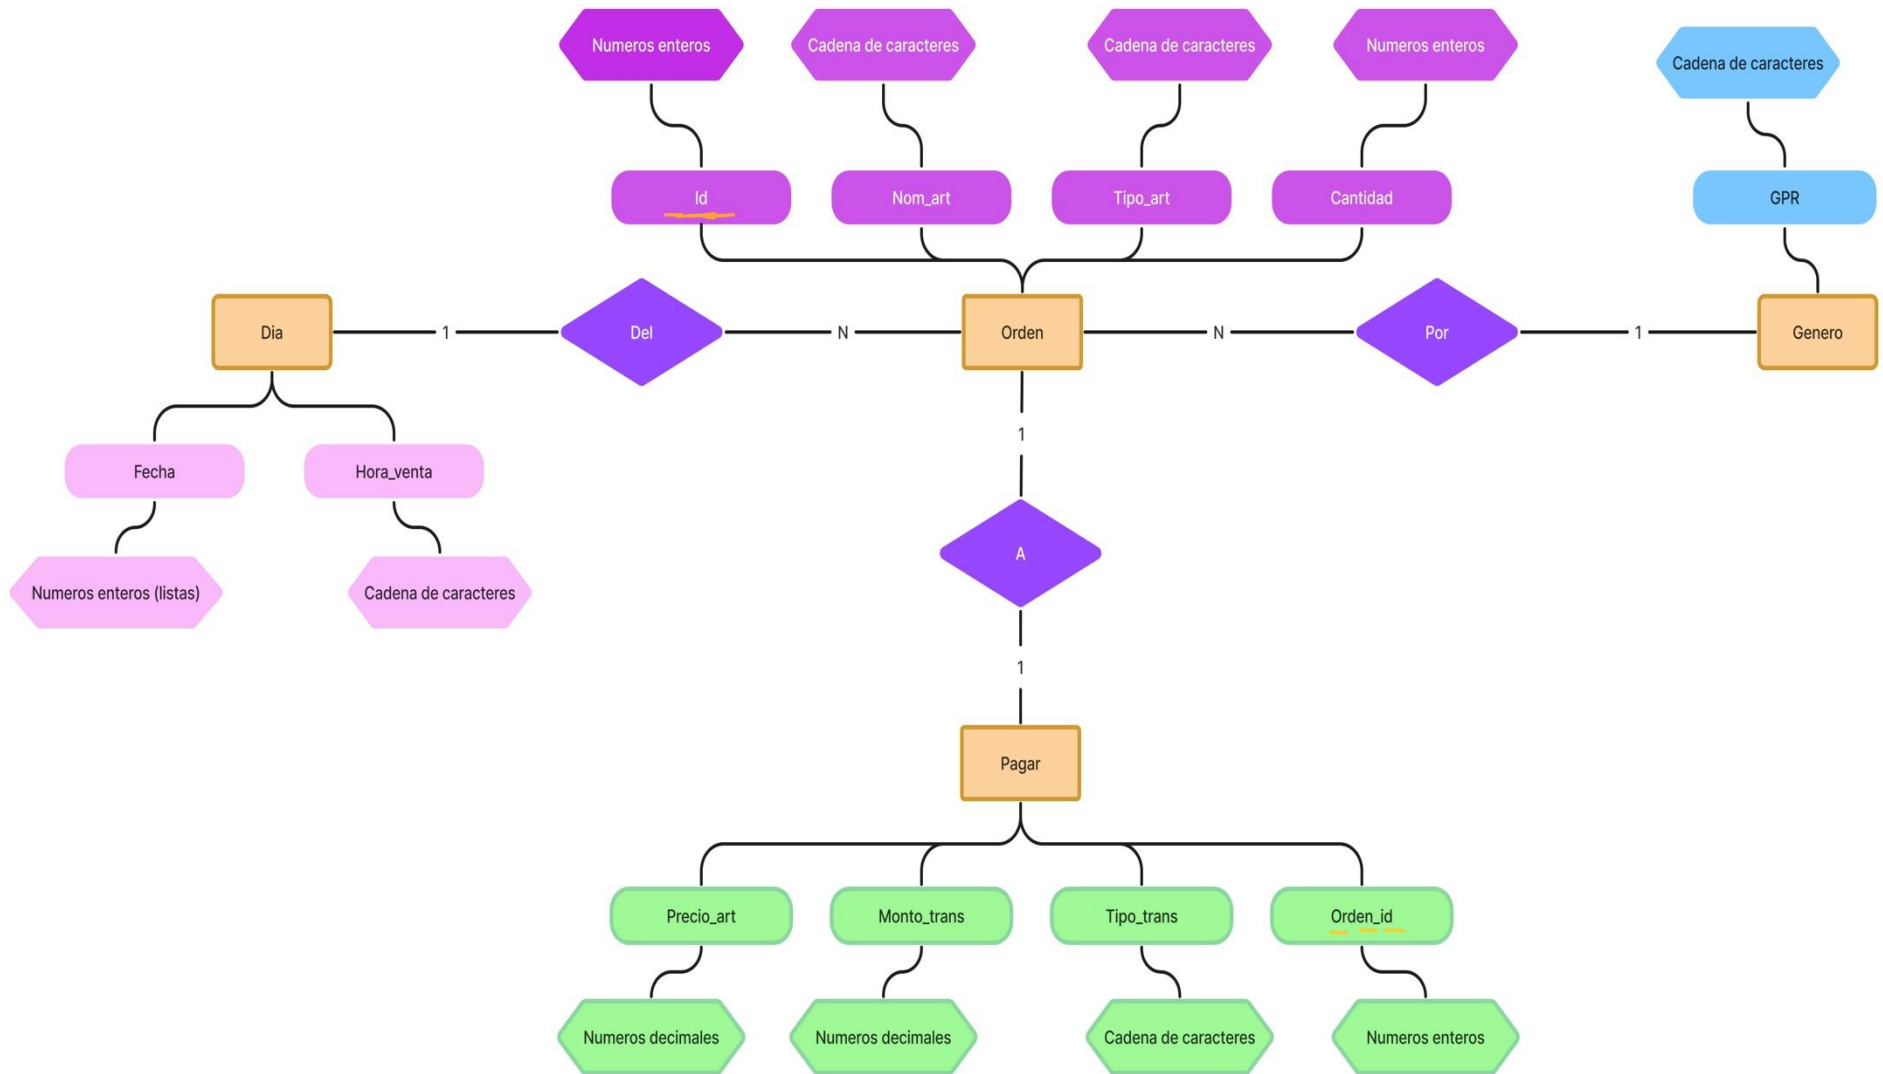 Numeros enteros
Cadena de caracteres
Cadena de caracteres
Numeros enteros
Cadena de caracteres
Id
Nom_art
Tipo_art
Cantidad
GPR
Dia
1
Del
N
Orden
N
Por
1
Genero
1
Fecha
Hora_venta
A
Numeros enteros (listas)
Cadena de caracteres
1
Pagar
Precio_art
Monto_trans
Tipo_trans
Orden_id
Numeros decimales
Numeros decimales
Cadena de caracteres
Numeros enteros